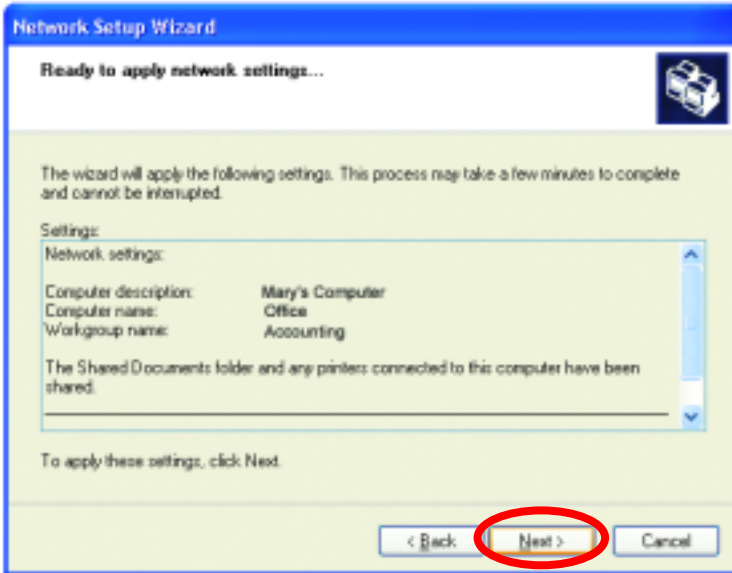 Network Setup Wizard
Ready to apply network settings...
The wizard will apply the following settings. This process may take a few minutes to complete
and cannot be interrupted.
Settings:
Network settings:
Computer description: Mary's Computer
Computer name: Office
Workgroup name: Accounting
The Shared Documents folder and any printers connected to this computer have been
shared.
To apply these settings, click Next.
< Back Next > Cancel